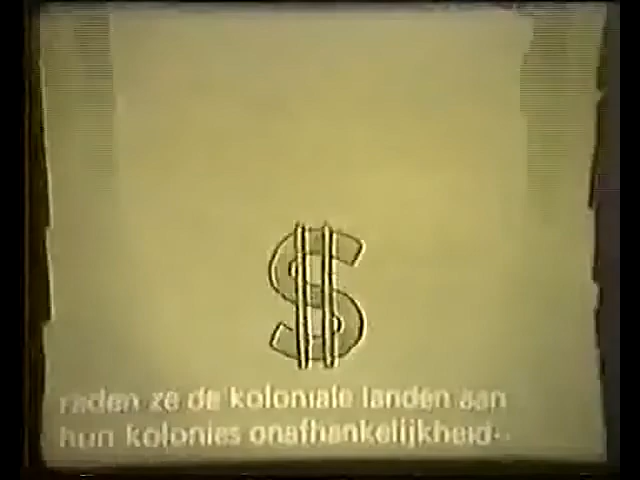 $
raden ze de koloniale landen aan
hun kolonies onafhankelijkheid--